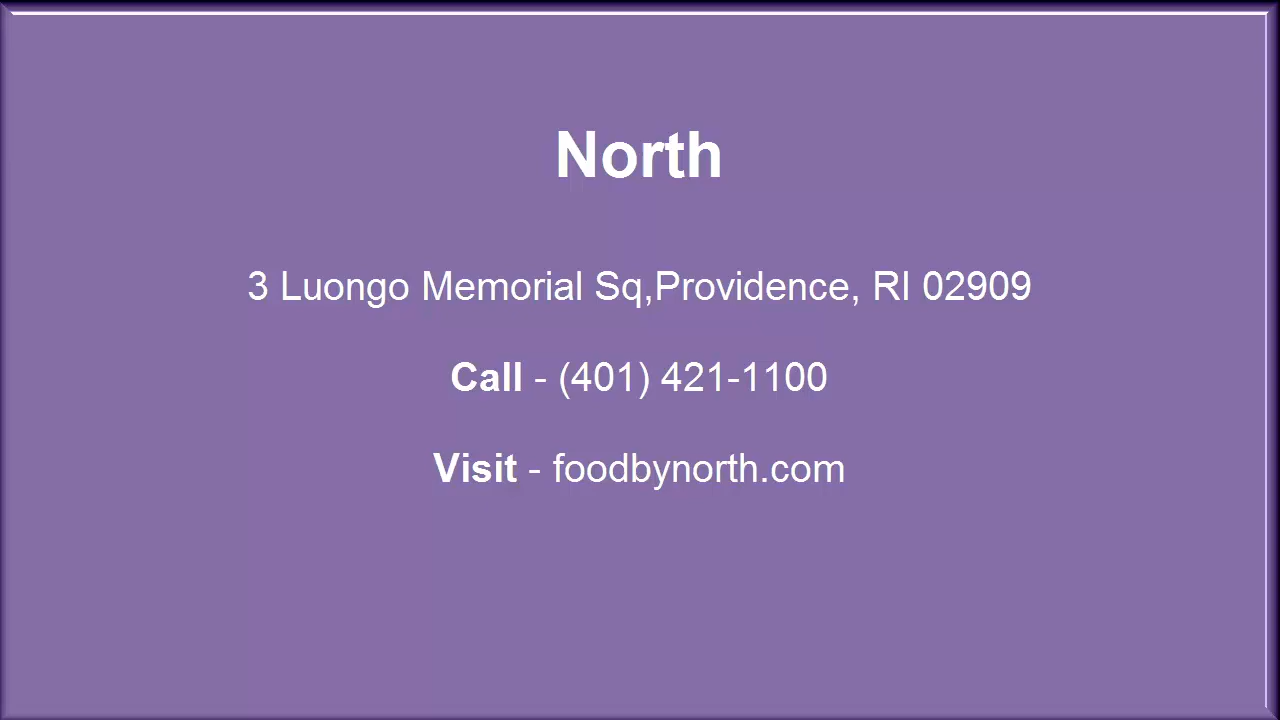 North
3 Luongo Memorial Sq,Providence, RI 02909
Call - (401) 421-1100
Visit - foodbynorth.com